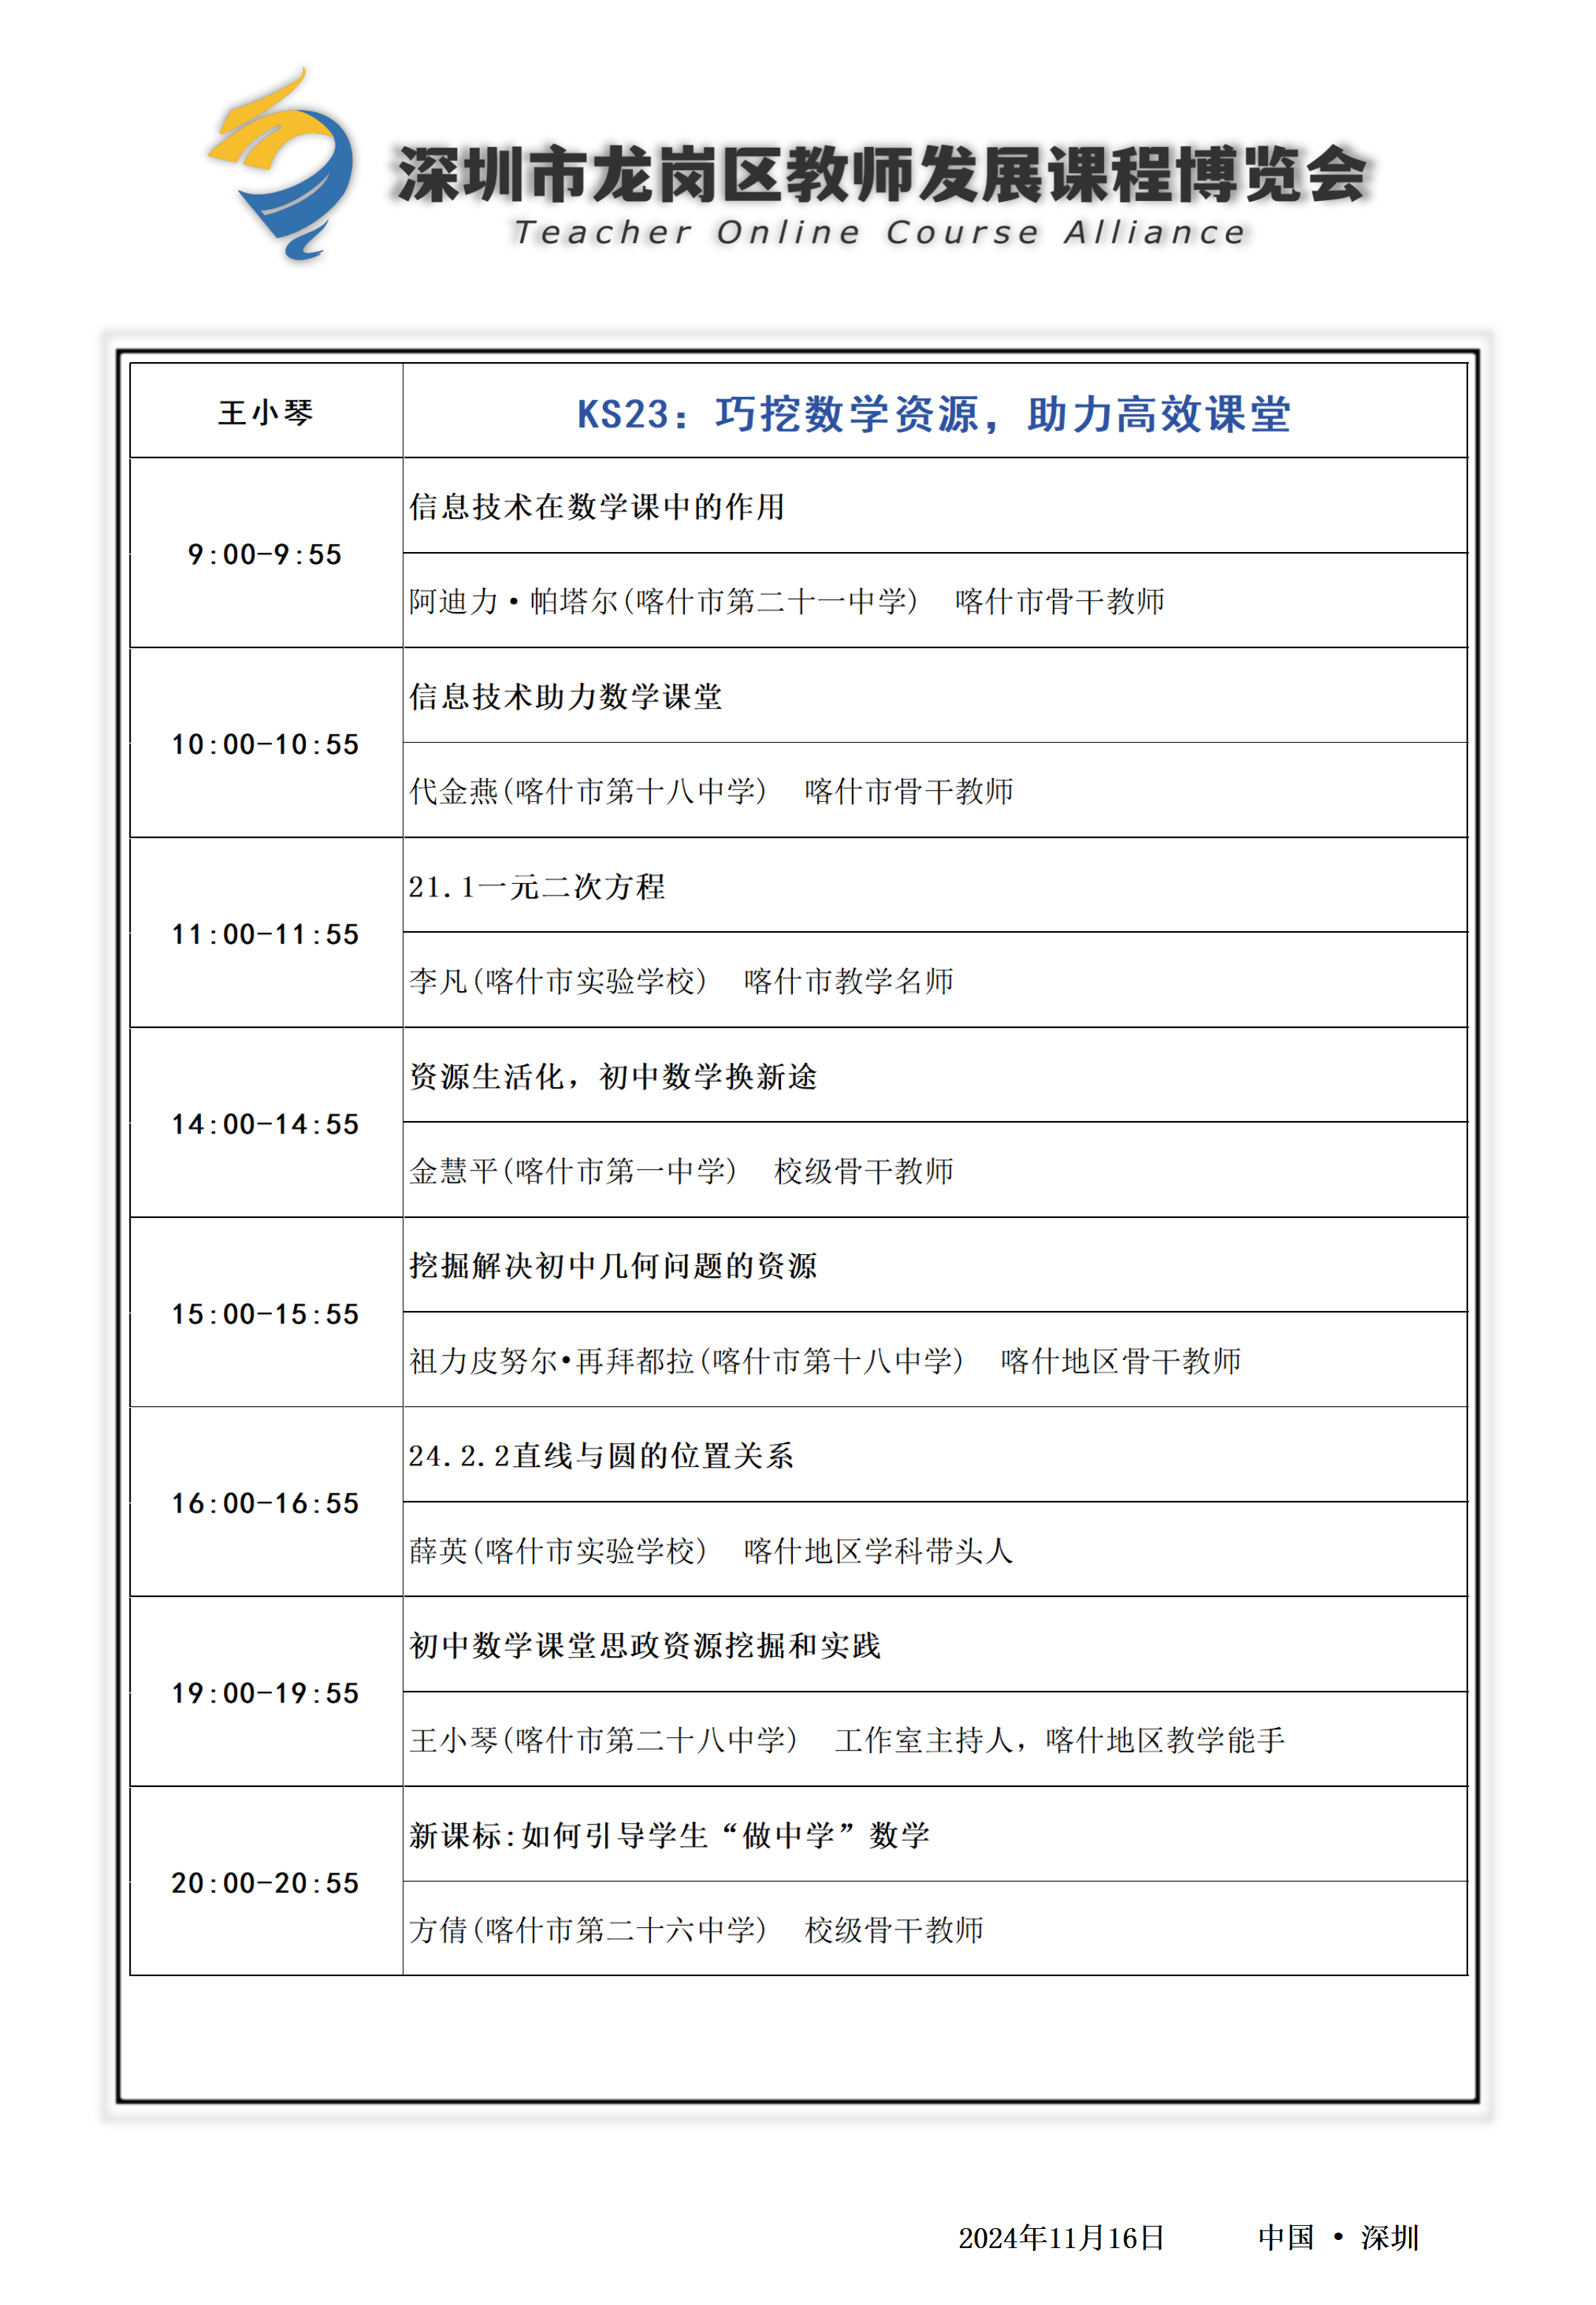 深圳市龙岗区教师发展课程博览会
Teacher Online Course Alliance
王小琴
KS23：巧挖数学资源，助力高效课堂
9:00-9:55
信息技术在数学课中的作用
阿迪力·帕塔尔(喀什市第二十一中学) 喀什市骨干教师
10:00-10:55
信息技术助力数学课堂
代金燕(喀什市第十八中学) 喀什市骨干教师
11:00-11:55
21.1一元二次方程
李凡(喀什市实验学校) 喀什市教学名师
14:00-14:55
资源生活化，初中数学换新途
金慧平(喀什市第一中学) 校级骨干教师
15:00-15:55
挖掘解决初中几何问题的资源
祖力皮努尔•再拜都拉(喀什市第十八中学) 喀什地区骨干教师
16:00-16:55
24.2.2直线与圆的位置关系
薛英(喀什市实验学校) 喀什地区学科带头人
19:00-19:55
初中数学课堂思政资源挖掘和实践
王小琴(喀什市第二十八中学) 工作室主持人，喀什地区教学能手
20:00-20:55
新课标:如何引导学生“做中学”数学
方倩(喀什市第二十六中学) 校级骨干教师
2024年11月16日 中国 • 深圳